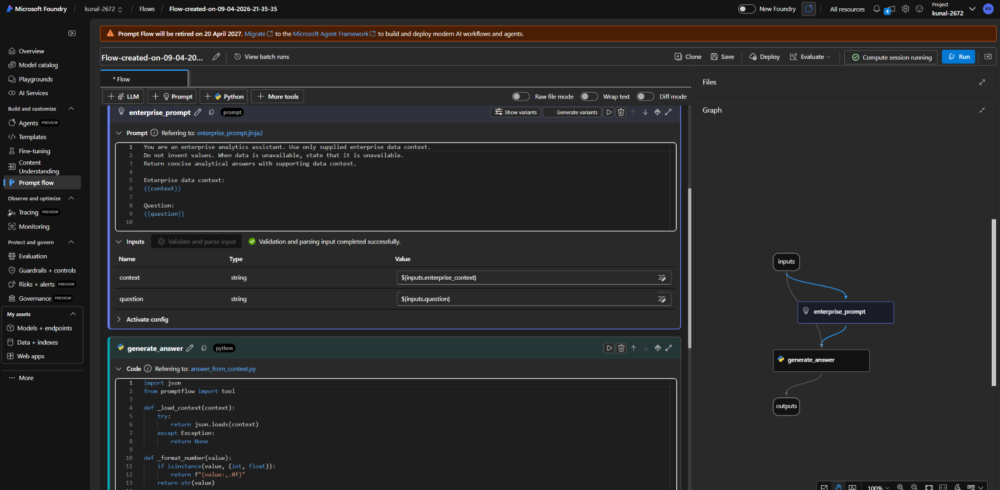 Microsoft Foundry / kunal-2672 / Flows / Flow-created-on-09-04-2026-21-35-35
New Foundry
All resources
4
Project
kunal-2672
KN
Overview
Model catalog
Playgrounds
AI Services
Build and customize
Agents PREVIEW
Templates
Fine-tuning
Content
Understanding
Prompt flow
Observe and optimize
Tracing PREVIEW
Monitoring
Protect and govern
Evaluation
Guardrails + controls
Risks + alerts PREVIEW
Governance PREVIEW
My assets
Models + endpoints
Data + indexes
Web apps
More
Prompt Flow will be retired on 20 April 2027. Migrate to the Microsoft Agent Framework to build and deploy modern AI workflows and agents.
Flow-created-on-09-04-20...
View batch runs
Clone
Save
Deploy
Evaluate
Compute session running
Run
* Flow
LLM
Prompt
Python
More tools
Raw file mode
Wrap text
Diff mode
enterprise_prompt
prompt
Show variants
Generate variants
Prompt Referring to: enterprise_prompt.jinja2
1 You are an enterprise analytics assistant. Use only supplied enterprise data context.
2 Do not invent values. When data is unavailable, state that it is unavailable.
3 Return concise analytical answers with supporting data context.
4
5 Enterprise data context:
6 {{context}}
7
8 Question:
9 {{question}}
10
Inputs Validate and parse input Validation and parsing input completed successfully.
Name Type Value
context string ${inputs.enterprise_context}
question string ${inputs.question}
Activate config
generate_answer
python
Code Referring to: answer_from_context.py
1 import json
2 from promptflow import tool
3
4 def _load_context(context):
5 try:
6 return json.loads(context)
7 except Exception:
8 return None
9
10 def _format_number(value):
11 if isinstance(value, (int, float)):
12 return f"{value:,.0f}"
13 return str(value)
Files
Graph
inputs
enterprise_prompt
generate_answer
outputs
100%
1:1